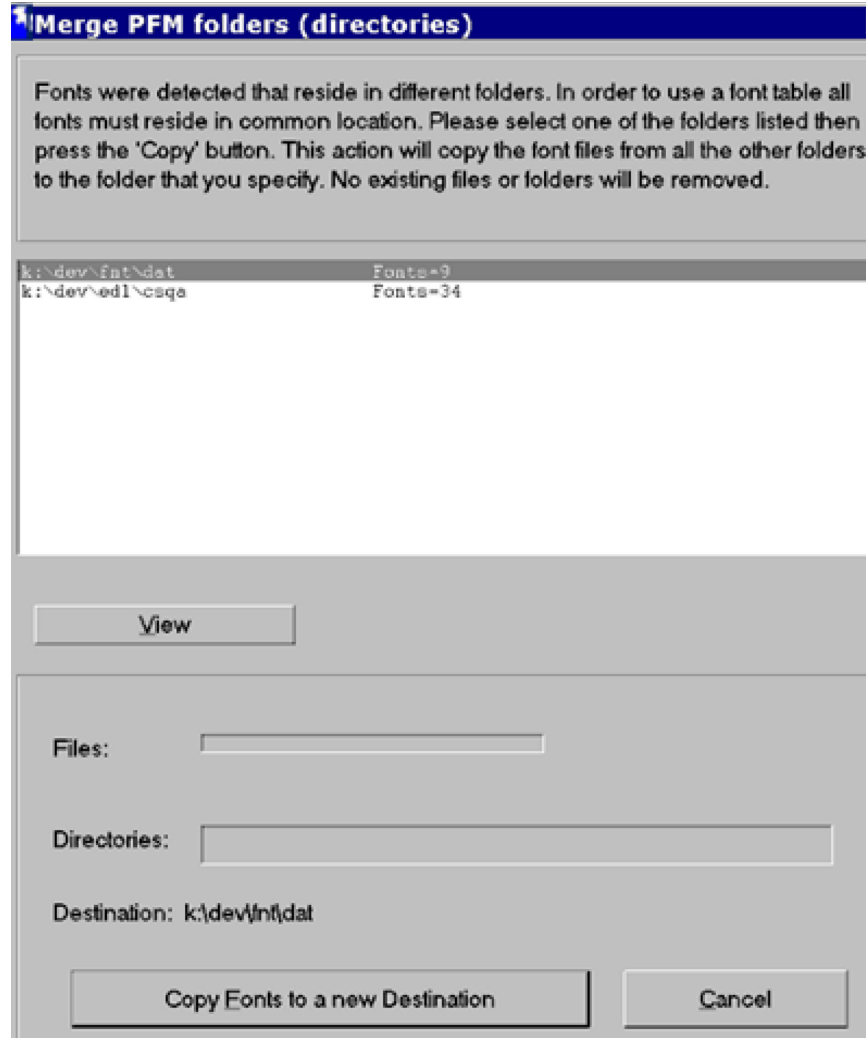 Merge PFM folders (directories)
Fonts were detected that reside in different folders. In order to use a font table all
fonts must reside in common location. Please select one of the folders listed then
press the 'Copy' button. This action will copy the font files from all the other folders
to the folder that you specify. No existing files or folders will be removed.
k:\dev\fnt\dat Fonts=9
k:\dev\edl\csqa Fonts=34
View
Files:
Directories:
Destination: k:\dev\fnt\dat
Copy Fonts to a new Destination Cancel